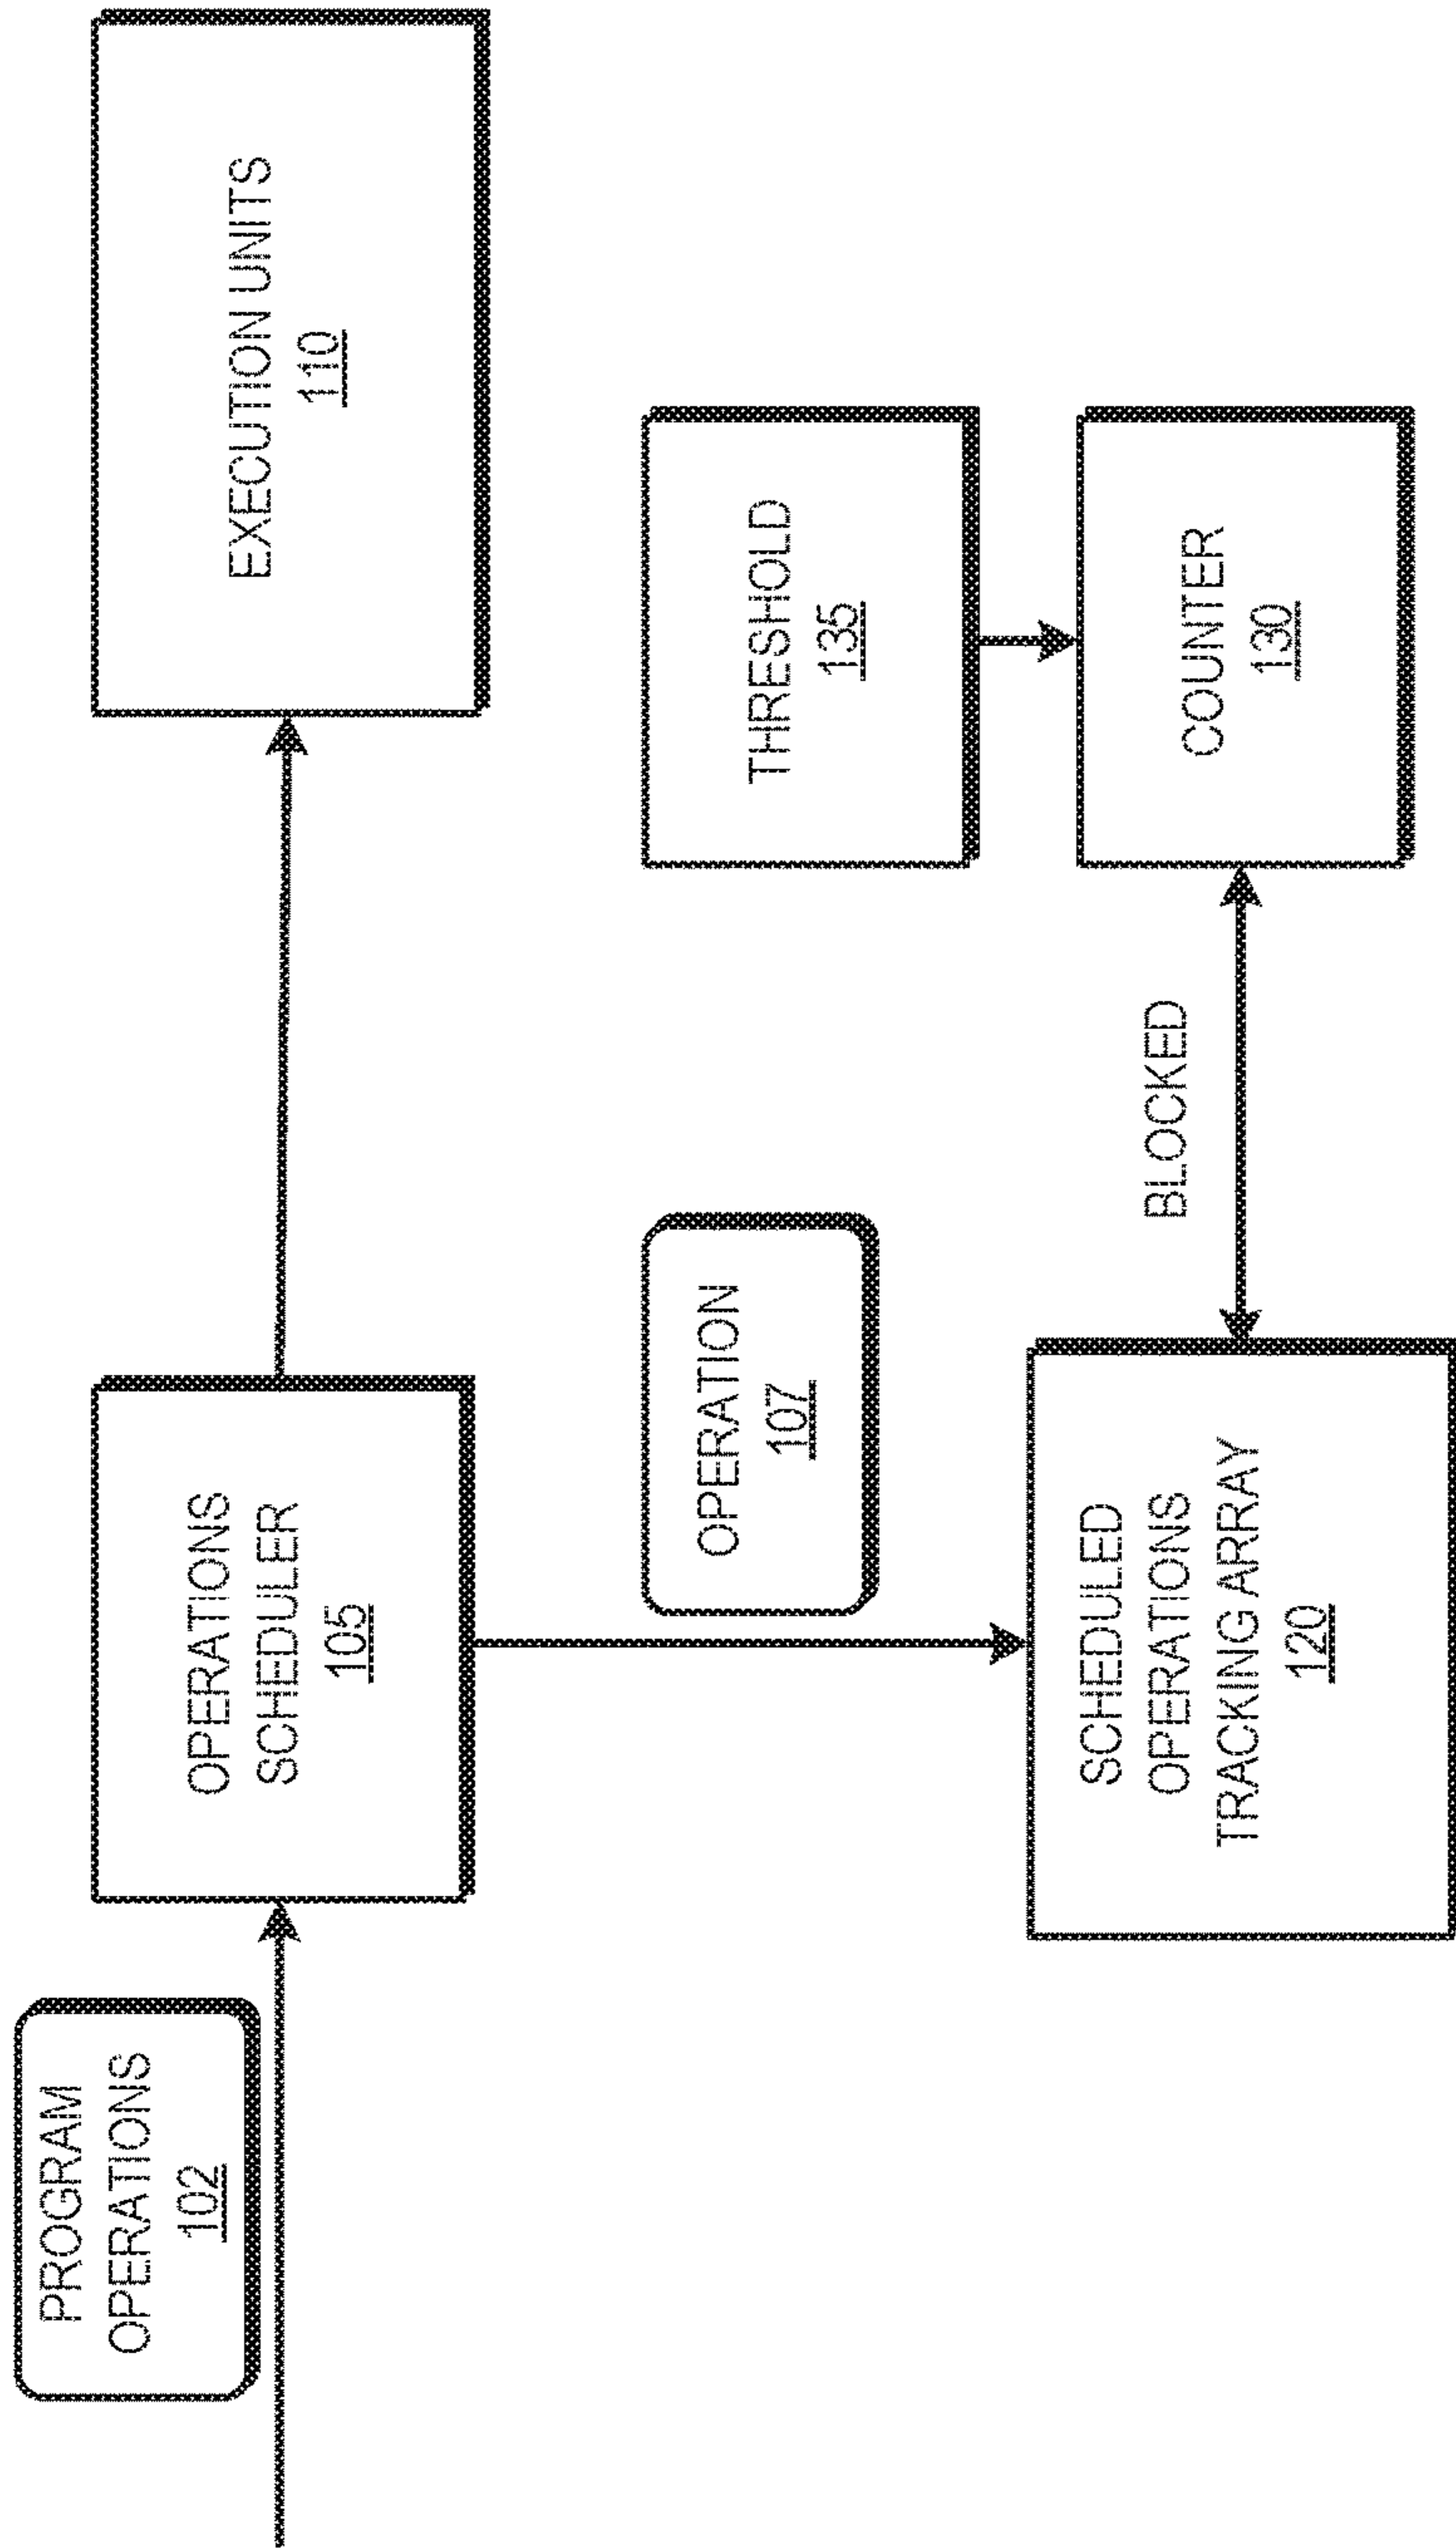 PROGRAM
OPERATIONS
102
OPERATIONS
SCHEDULER
105
EXECUTION UNITS
110
OPERATION
107
THRESHOLD
135
SCHEDULED
OPERATIONS
TRACKING ARRAY
120
BLOCKED
COUNTER
130